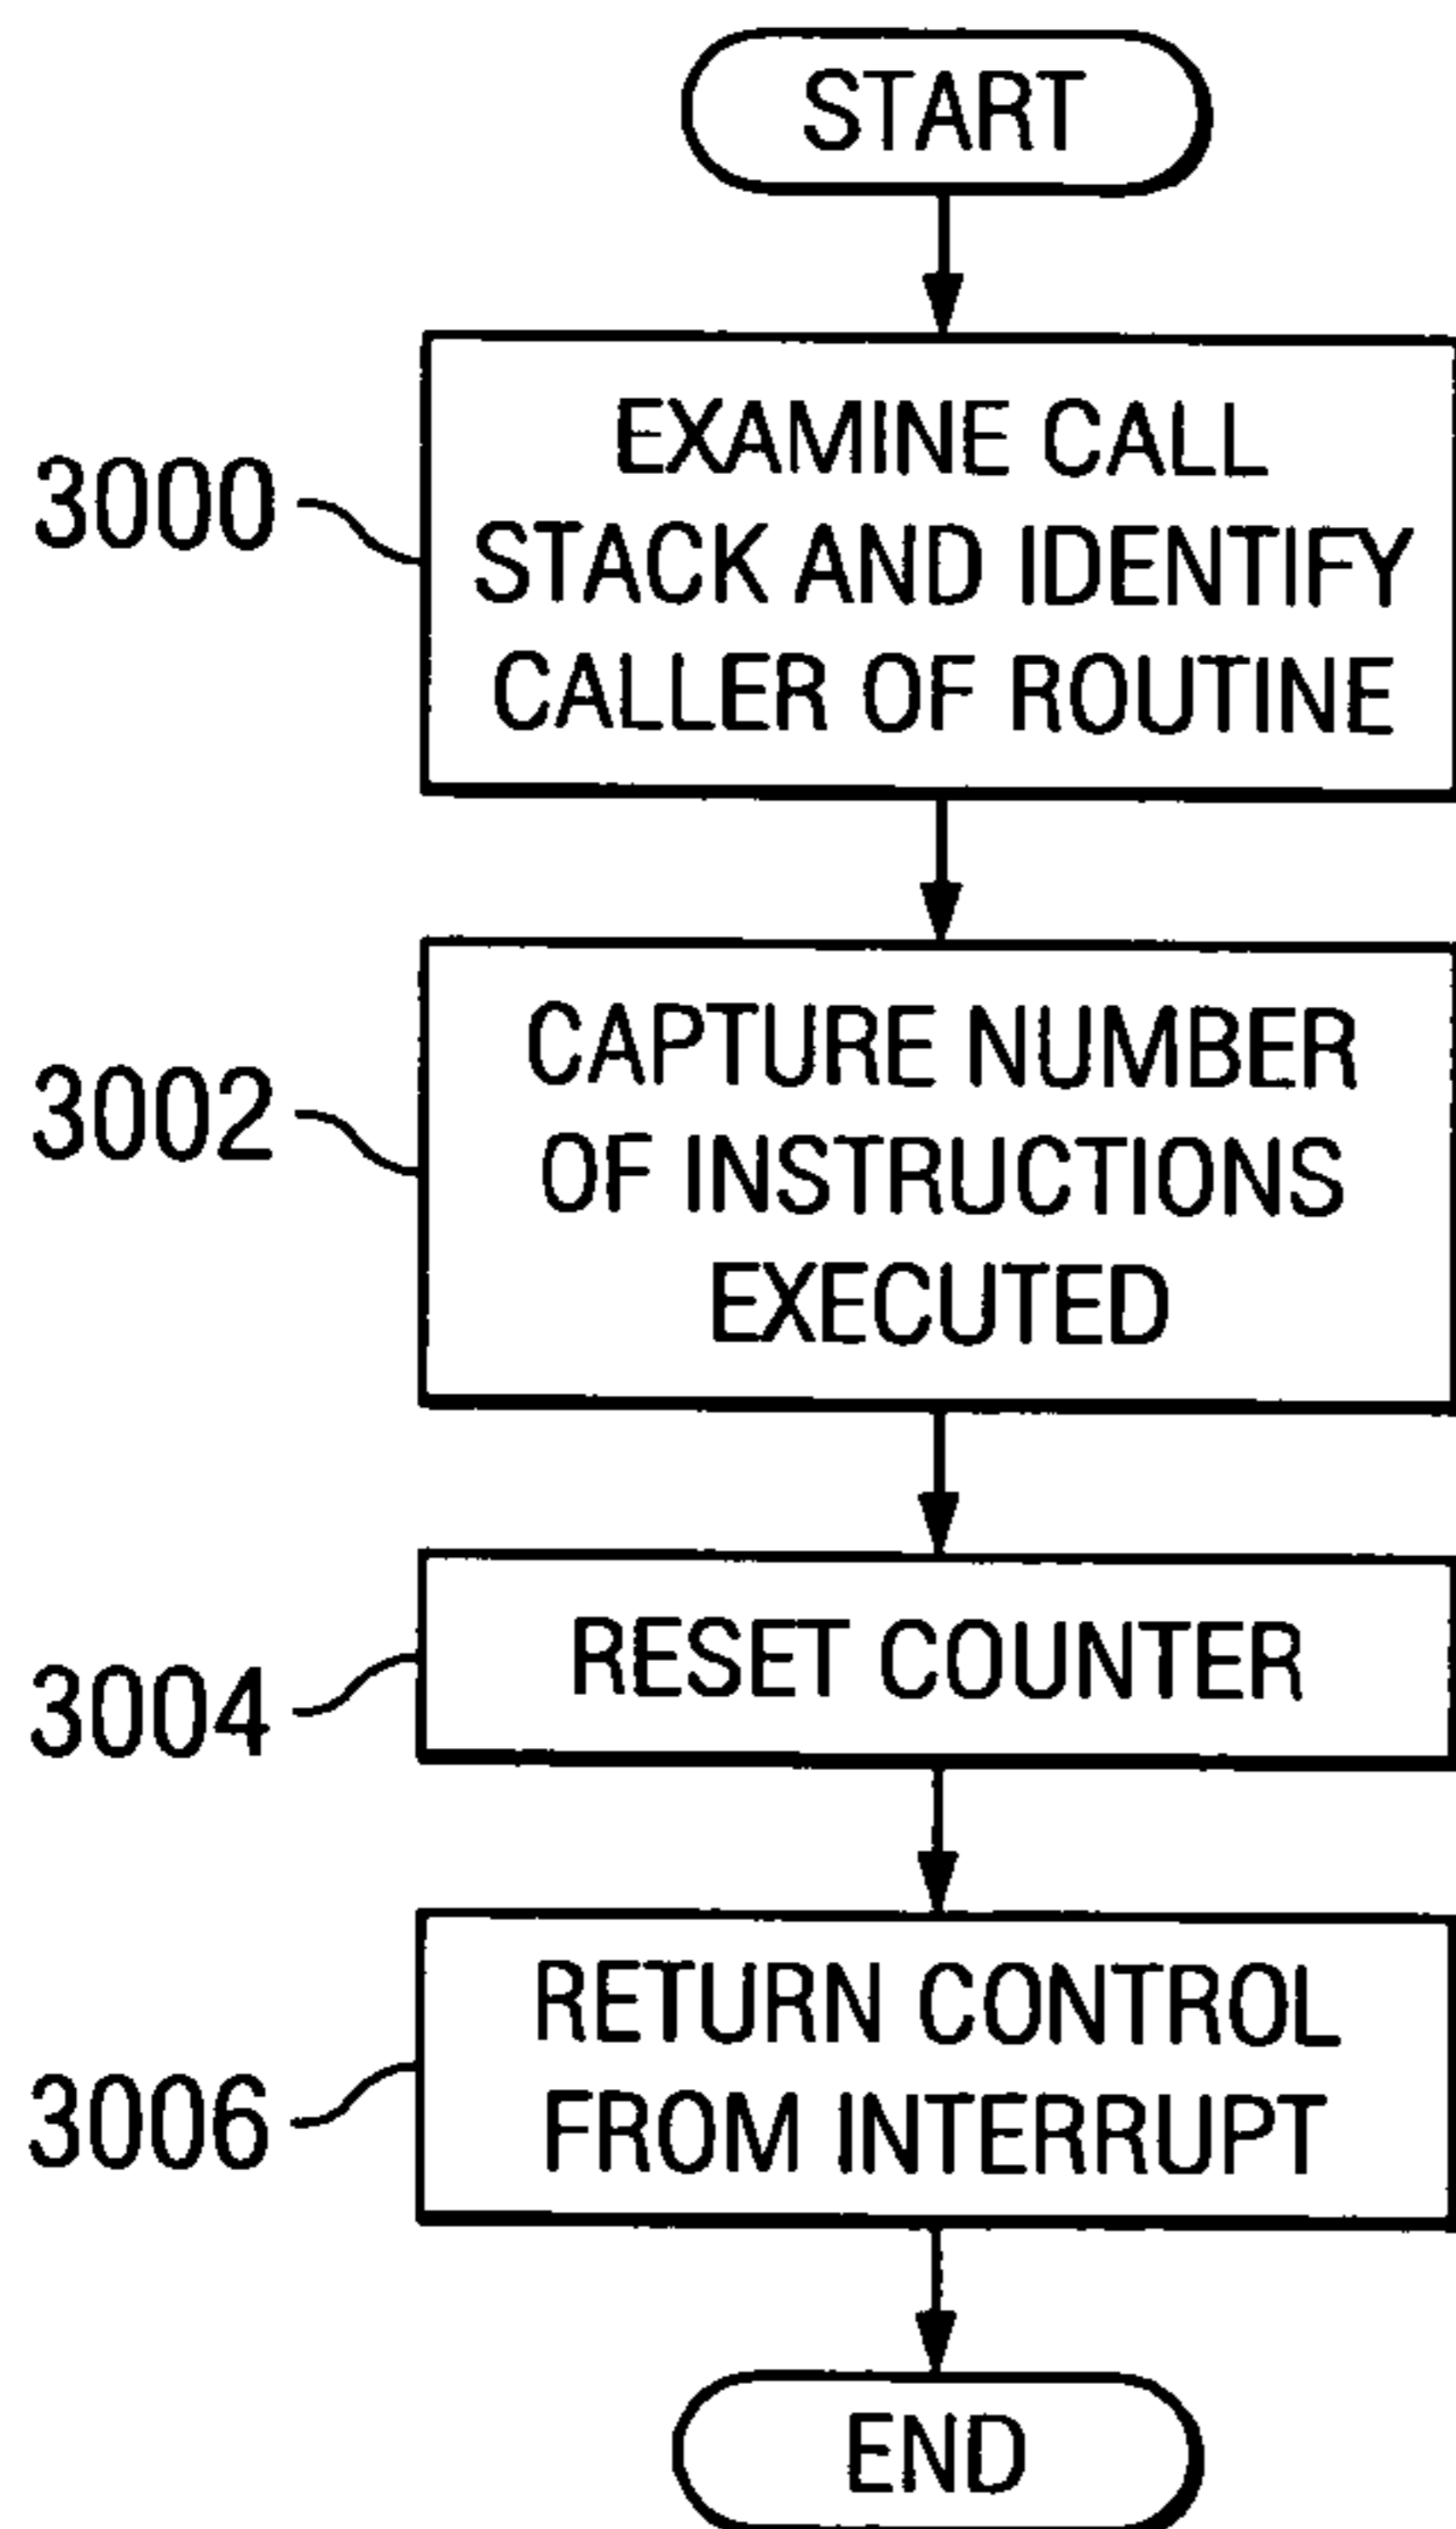 START
3000
EXAMINE CALL
STACK AND IDENTIFY
CALLER OF ROUTINE
3002
CAPTURE NUMBER
OF INSTRUCTIONS
EXECUTED
3004
RESET COUNTER
3006
RETURN CONTROL
FROM INTERRUPT
END